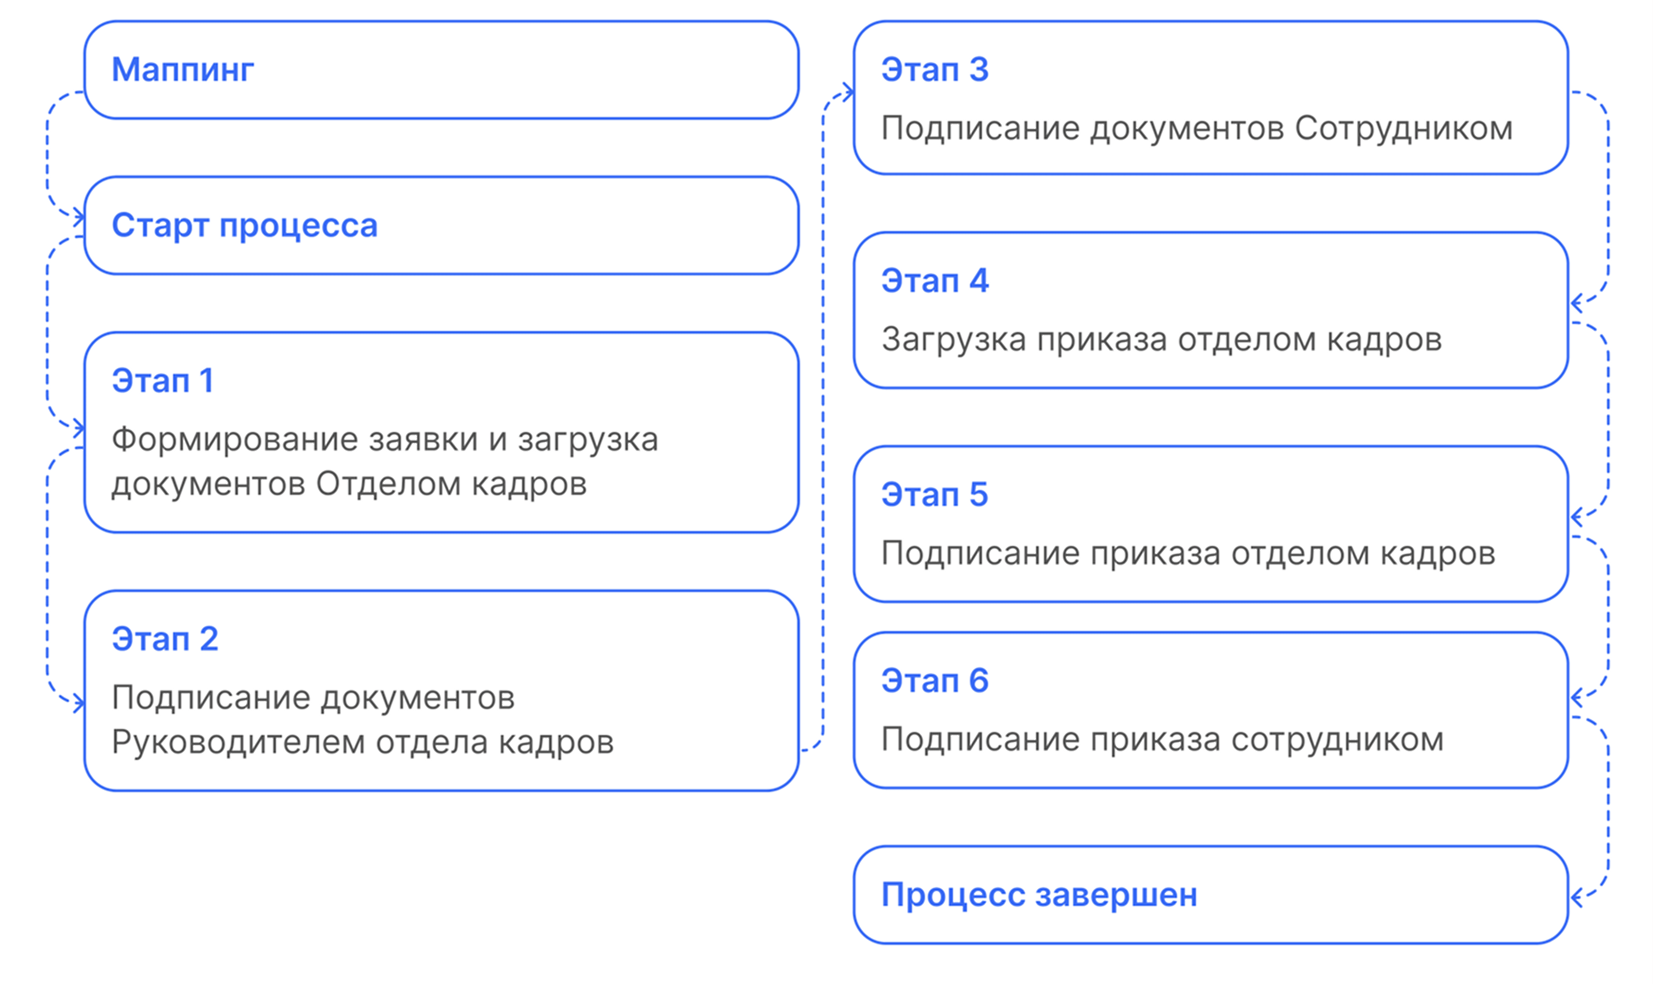 Маппинг
Старт процесса
Этап 1
Формирование заявки и загрузка
документов Отделом кадров
Этап 2
Подписание документов
Руководителем отдела кадров
Этап 3
Подписание документов Сотрудником
Этап 4
Загрузка приказа отделом кадров
Этап 5
Подписание приказа отделом кадров
Этап 6
Подписание приказа сотрудником
Процесс завершен